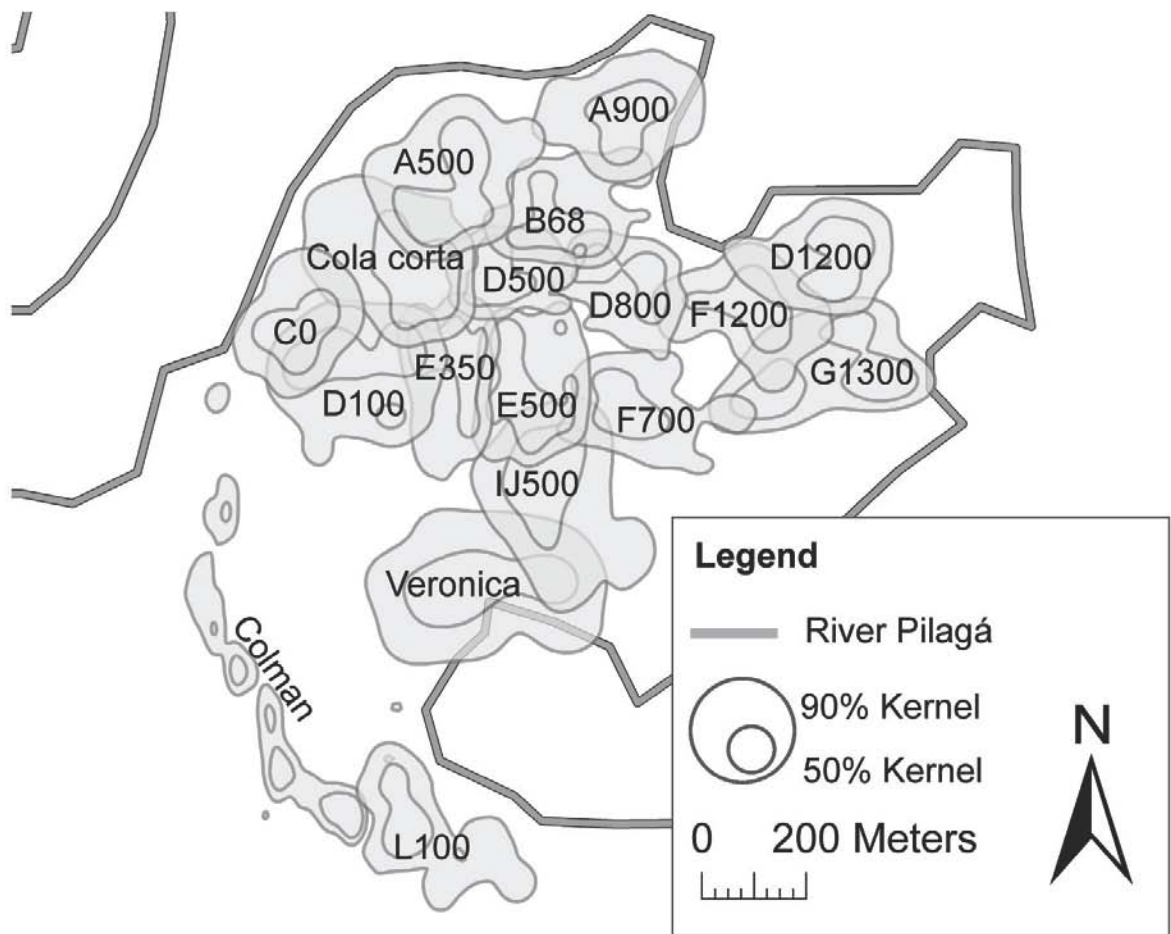 A900
A500
B68
Cola corta
D1200
D500
D800
F1200
C0
E350
G1300
D100
E500
F700
IJ500
Veronica
Colman
L100
Legend
River Pilagá
90% Kernel
50% Kernel
0 200 Meters
N